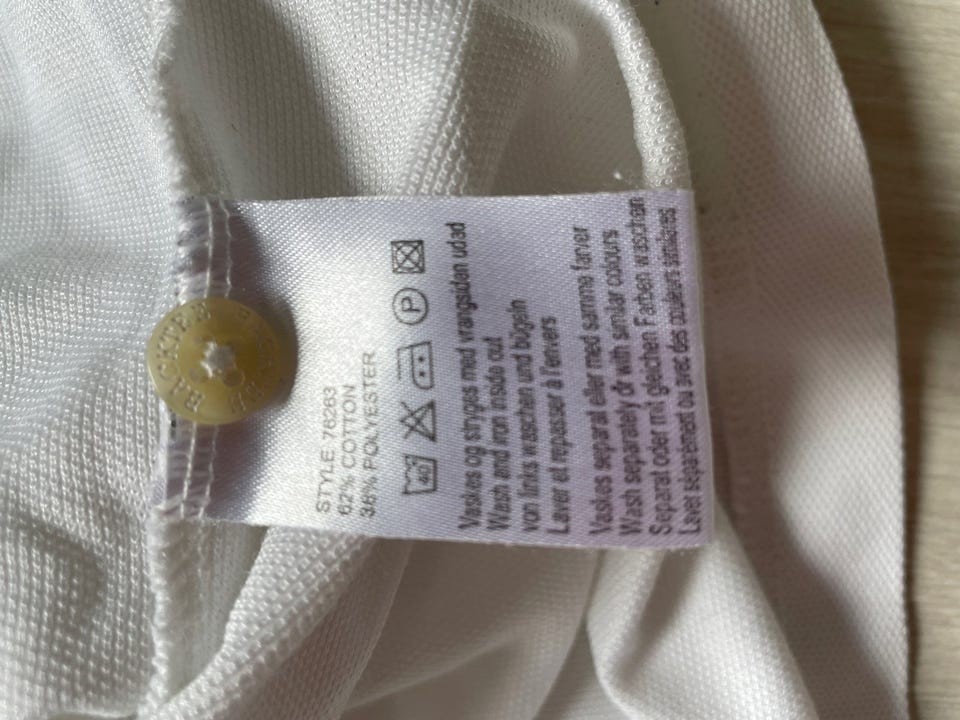 BACKTEE
STYLE
62% COTTON
38% POLYESTER
40 P
Vaskes og stryges med vrangsiden udad
Wash and iron inside out
von links waschen und bügeln
Laver et repasser à l'envers
Vaskes separat eller med samme farver
Wash separately or with similar colours
Separat oder mit gleichen Farben waschen
Laver séparément ou avec des couleurs similaires